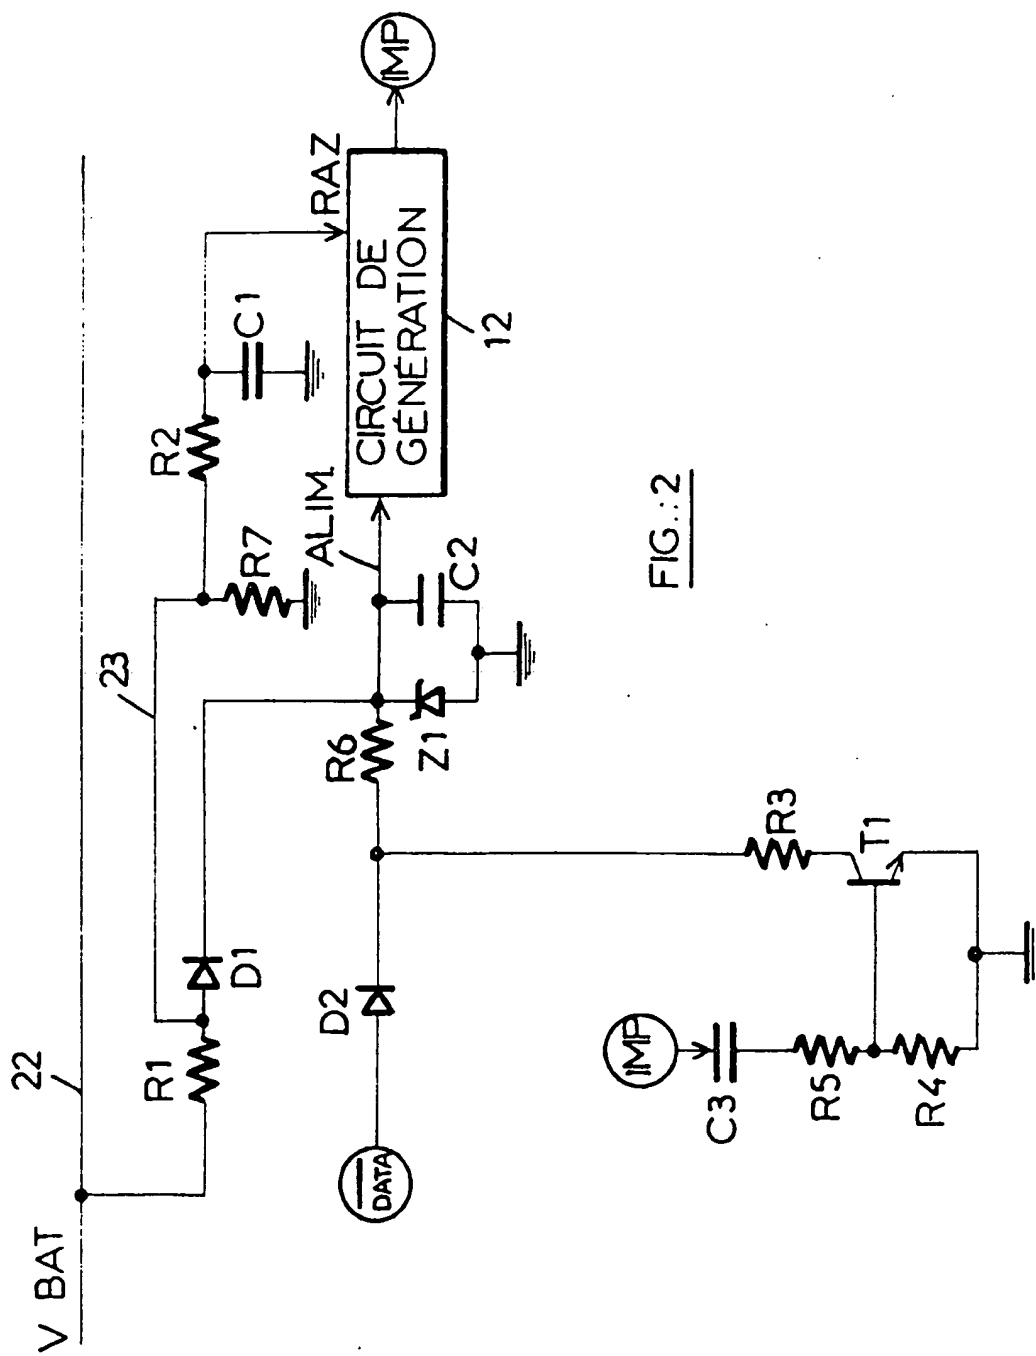 V BAT
22
R1
D1
23
R7
R2
C1
RAZ
IMP
DATA
D2
R6
Z1
C2
ALIM.
CIRCUIT DE
GÉNÉRATION
12
IMP
C3
R5
R4
R3
T1
FIG.:2